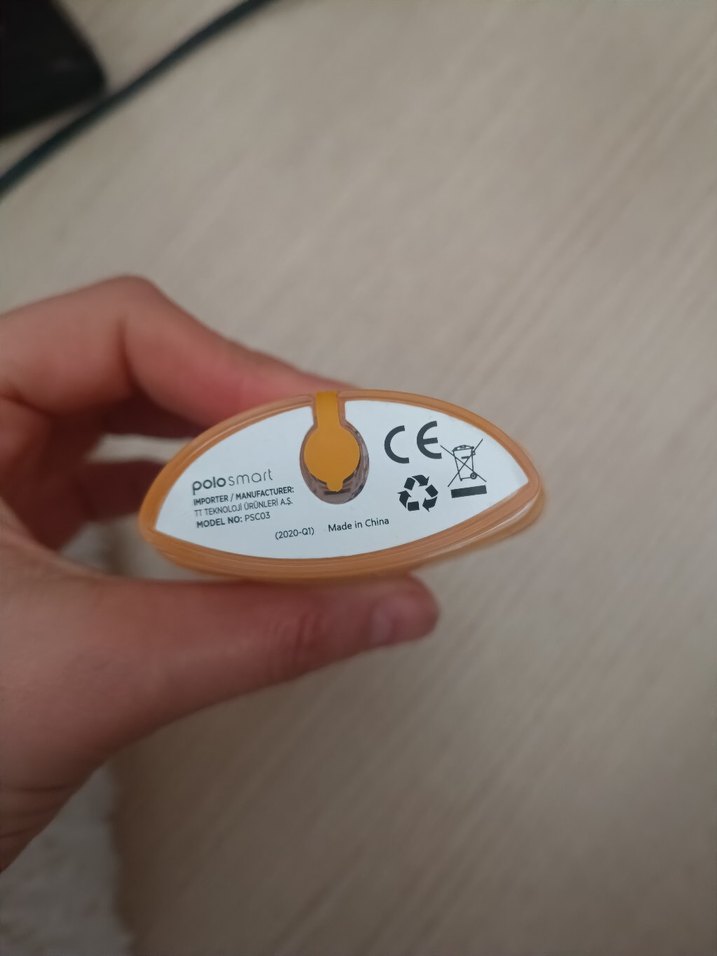 polosmart
IMPORTER / MANUFACTURER:
TT TEKNOLOJİ ÜRÜNLERİ A.Ş.
MODEL NO: PSC03
(2020-Q1) Made in China
CE